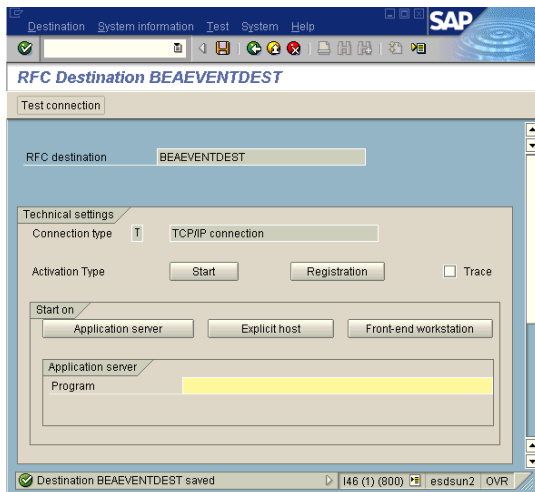 Destination System information Test System Help
SAP
RFC Destination BEAEVENTDEST
Test connection
RFC destination BEAEVENTDEST
Technical settings
Connection type T TCP/IP connection
Activation Type Start Registration Trace
Start on
Application server Explicit host Front-end workstation
Application server
Program
Destination BEAEVENTDEST saved I46 (1) (800) esdsun2 OVR